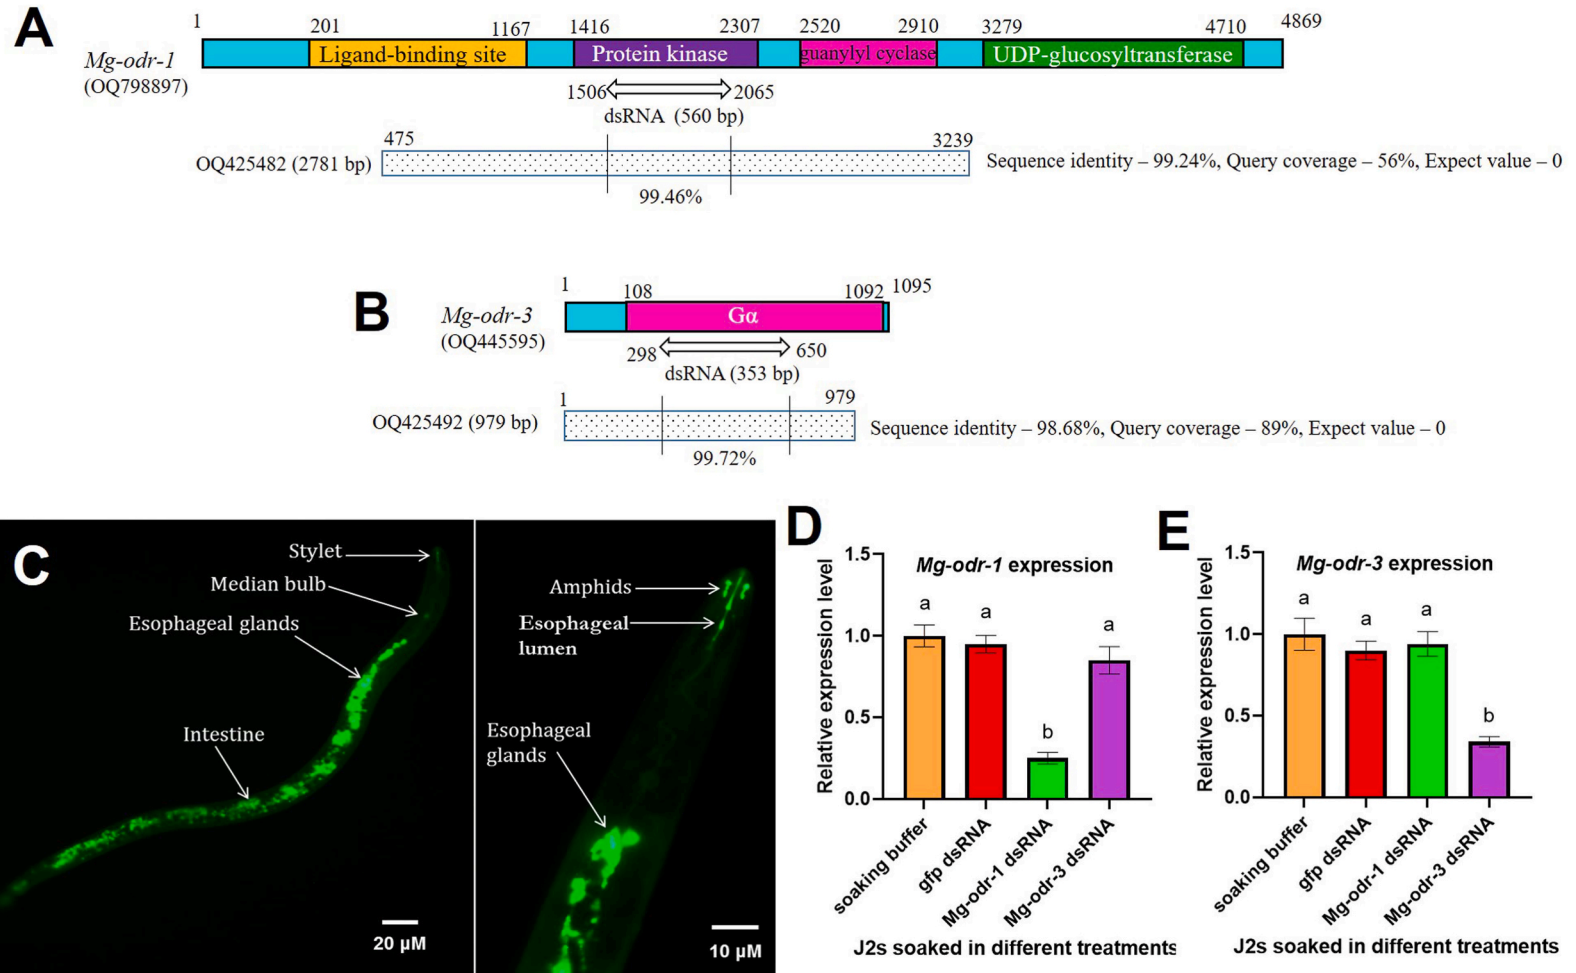 A
1 201 1167 1416 2307 2520 2910 3279 4710 4869
Mg-odr-1
(OQ798897)
Ligand-binding site
Protein kinase
guanylyl cyclase
UDP-glucosyltransferase
1506 2065
dsRNA (560 bp)
475 3239
OQ425482 (2781 bp)
Sequence identity – 99.24%, Query coverage – 56%, Expect value – 0
99.46%
B
1 108 1092 1095
Mg-odr-3
(OQ445595)
Gα
298 650
dsRNA (353 bp)
1 979
OQ425492 (979 bp)
Sequence identity – 98.68%, Query coverage – 89%, Expect value – 0
99.72%
C
Stylet
Median bulb
Esophageal glands
Intestine
20 µM
Amphids
Esophageal
lumen
Esophageal
glands
10 µM
D
Mg-odr-1 expression
Relative expression level
1.5
1.0
0.5
0.0
a a b a
soaking buffer
gfp dsRNA
Mg-odr-1 dsRNA
Mg-odr-3 dsRNA
J2s soaked in different treatments
E
Mg-odr-3 expression
Relative expression level
1.5
1.0
0.5
0.0
a a a b
soaking buffer
gfp dsRNA
Mg-odr-1 dsRNA
Mg-odr-3 dsRNA
J2s soaked in different treatments